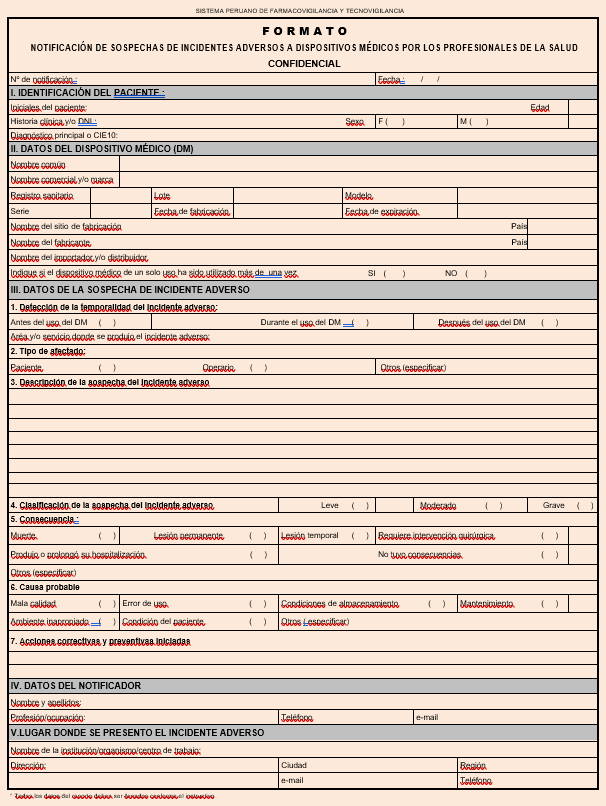 SISTEMA PERUANO DE FARMACOVIGILANCIA Y TECNOVIGILANCIA
FORMATO
NOTIFICACIÓN DE SOSPECHAS DE INCIDENTES ADVERSOS A DISPOSITIVOS MÉDICOS POR LOS PROFESIONALES DE LA SALUD
CONFIDENCIAL
Nº de notificación : Fecha : / /
I. IDENTIFICACIÓN DEL PACIENTE :
Iniciales del paciente: Edad
Historia clínica y/o DNI.: Sexo F ( ) M ( )
Diagnóstico principal o CIE10:
II. DATOS DEL DISPOSITIVO MÉDICO (DM)
Nombre común
Nombre comercial y/o marca
Registro sanitario Lote Modelo
Serie Fecha de fabricación Fecha de expiración
Nombre del sitio de fabricación País
Nombre del fabricante País
Nombre del importador y/o distribuidor
Indique si el dispositivo médico de un solo uso ha sido utilizado más de una vez SI ( ) NO ( )
III. DATOS DE LA SOSPECHA DE INCIDENTE ADVERSO
1. Detección de la temporalidad del incidente adverso:
Antes del uso del DM ( ) Durante el uso del DM ( ) Después del uso del DM ( )
Area y/o servicio donde se produjo el incidente adverso:
2. Tipo de afectado:
Paciente ( ) Operario ( ) Otros (especificar)
3. Descripción de la sospecha del incidente adverso
4. Clasificación de la sospecha del incidente adverso Leve ( ) Moderado ( ) Grave ( )
5. Consecuencia :
Muerte ( ) Lesión permanente ( ) Lesión temporal ( ) Requiere intervención quirúrgica ( )
Produjo o prolongó su hospitalización ( ) No tuvo consecuencias ( )
Otros (especificar)
6. Causa probable
Mala calidad ( ) Error de uso ( ) Condiciones de almacenamiento ( ) Mantenimiento ( )
Ambiente inapropiado ( ) Condición del paciente ( ) Otros ( especificar)
7. Acciones correctivas y preventivas iniciadas
IV. DATOS DEL NOTIFICADOR
Nombre y apellidos:
Profesión/ocupación: Teléfono e-mail
V.LUGAR DONDE SE PRESENTO EL INCIDENTE ADVERSO
Nombre de la institución/organismo/centro de trabajo:
Dirección: Ciudad Región
e-mail Teléfono